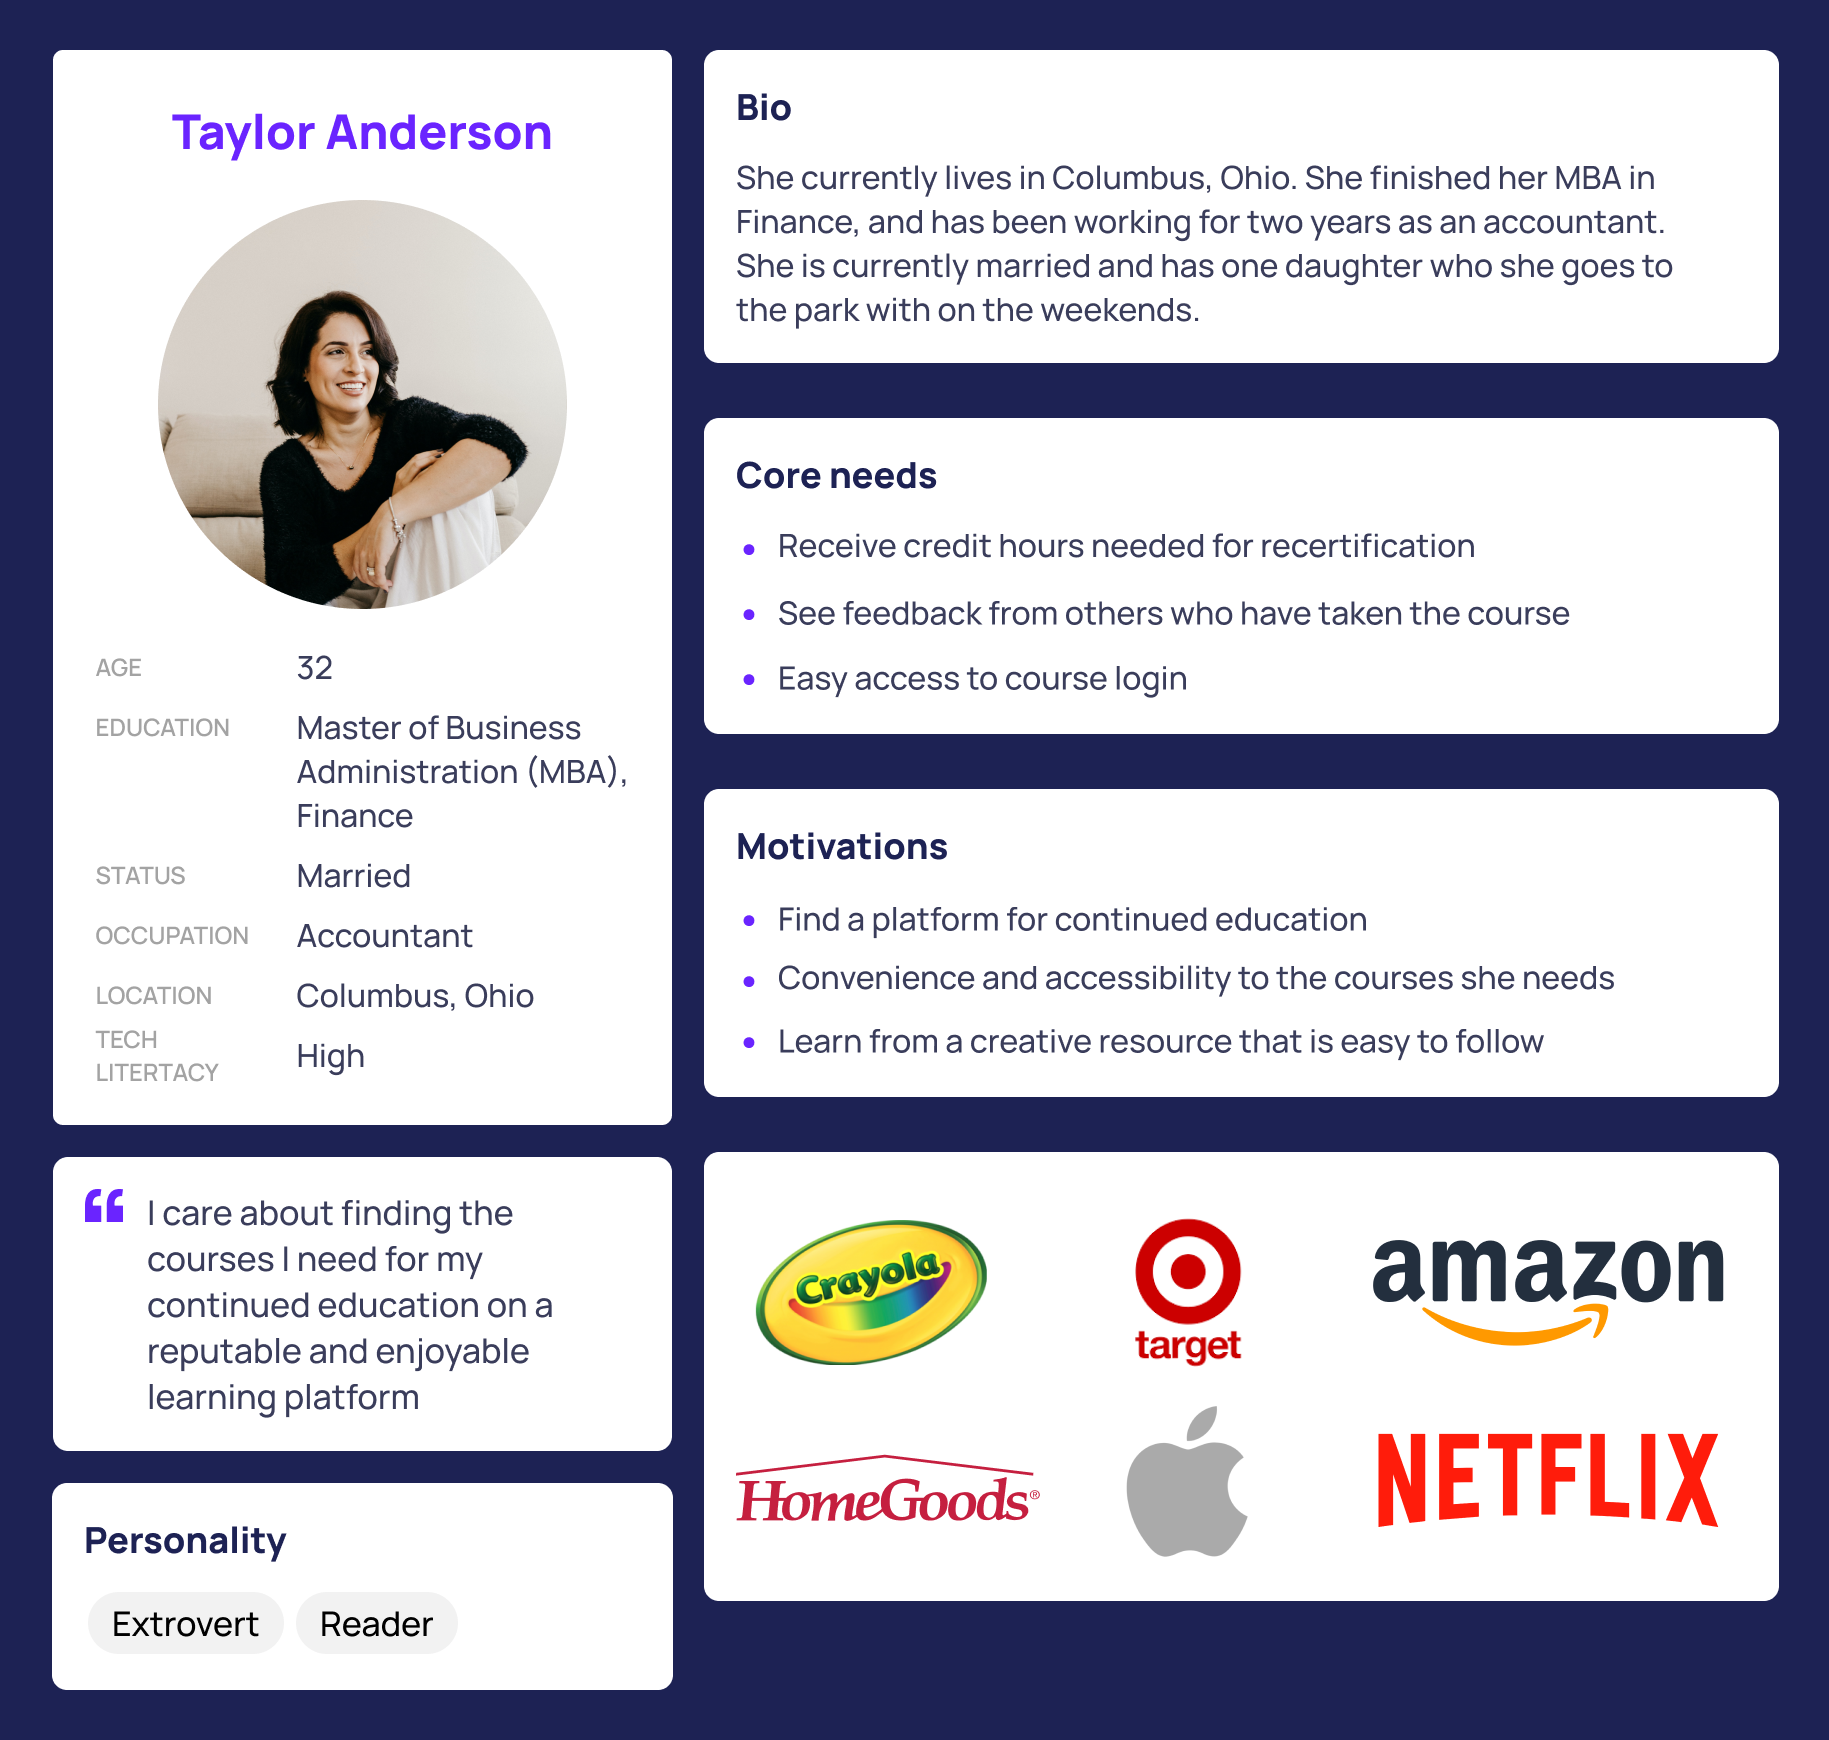 Taylor Anderson
AGE 32
EDUCATION Master of Business
Administration (MBA),
Finance
STATUS Married
OCCUPATION Accountant
LOCATION Columbus, Ohio
TECH
LITERTACY High
I care about finding the
courses I need for my
continued education on a
reputable and enjoyable
learning platform
Personality
Extrovert Reader
Bio
She currently lives in Columbus, Ohio. She finished her MBA in
Finance, and has been working for two years as an accountant.
She is currently married and has one daughter who she goes to
the park with on the weekends.
Core needs
• Receive credit hours needed for recertification
• See feedback from others who have taken the course
• Easy access to course login
Motivations
• Find a platform for continued education
• Convenience and accessibility to the courses she needs
• Learn from a creative resource that is easy to follow
Crayola
target
amazon
HomeGoods®
NETFLIX